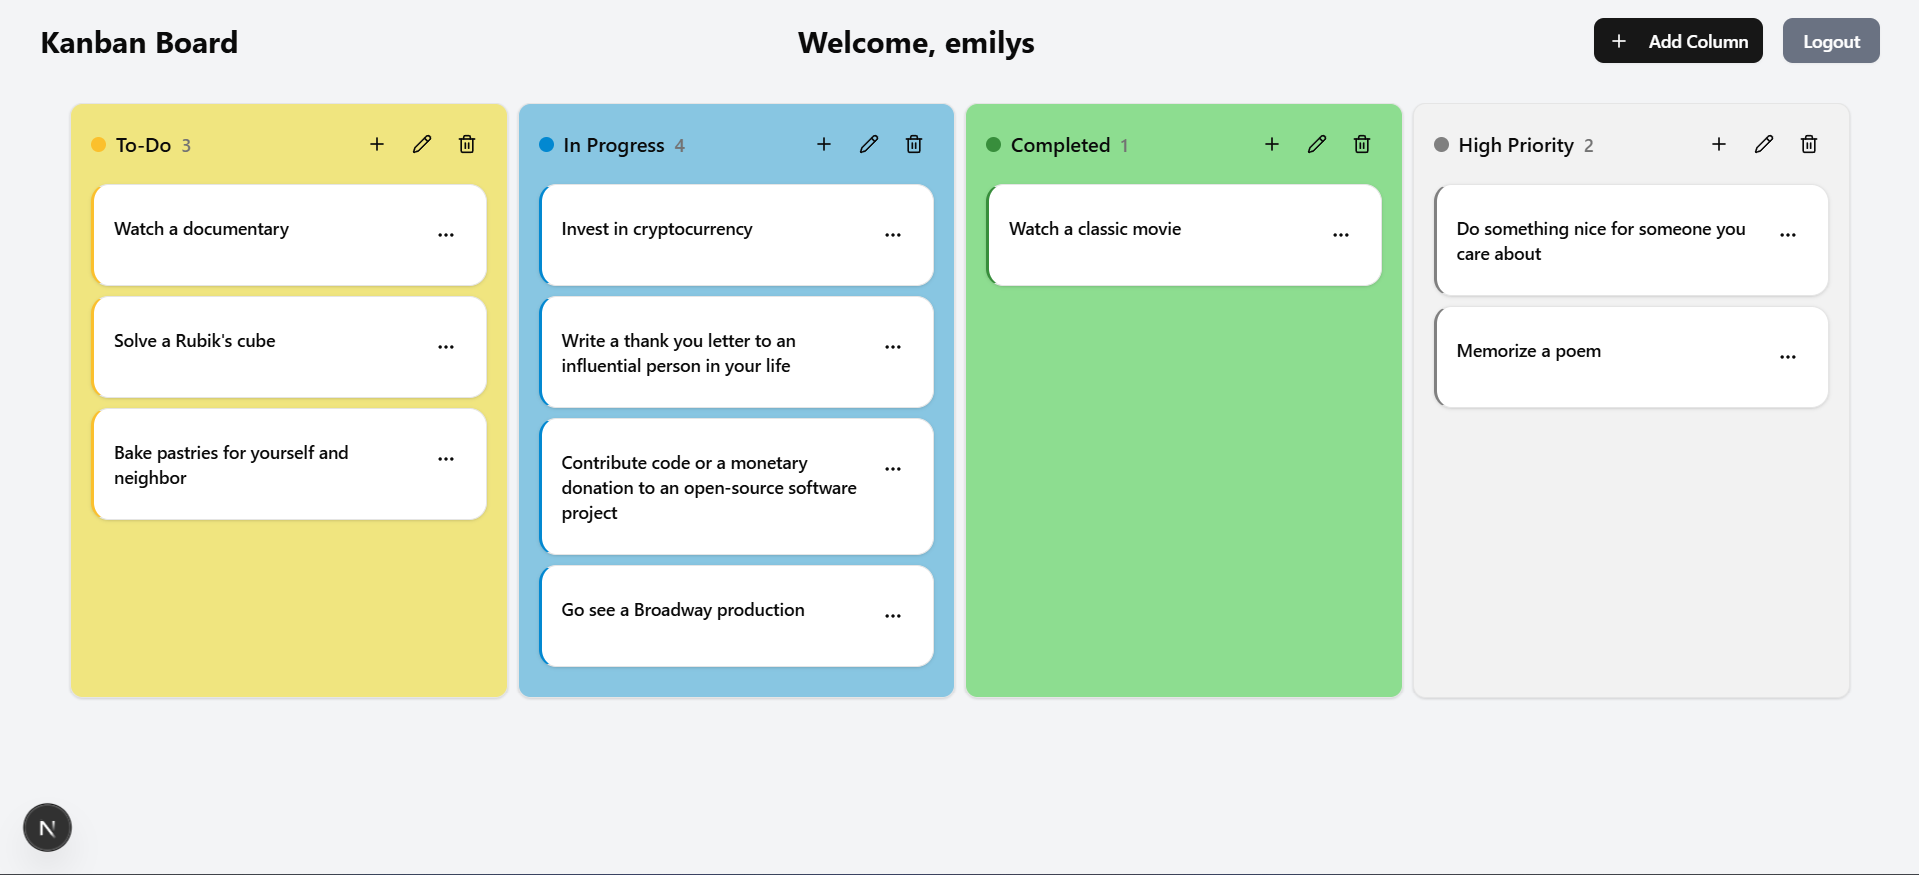 Kanban Board
Welcome, emilys
+ Add Column
Logout
To-Do 3
Watch a documentary
Solve a Rubik's cube
Bake pastries for yourself and
neighbor
In Progress 4
Invest in cryptocurrency
Write a thank you letter to an
influential person in your life
Contribute code or a monetary
donation to an open-source software
project
Go see a Broadway production
Completed 1
Watch a classic movie
High Priority 2
Do something nice for someone you
care about
Memorize a poem
N